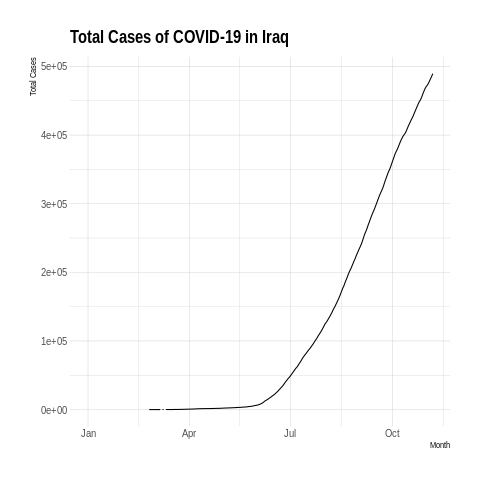 Total Cases of COVID-19 in Iraq
Total Cases
5e+05
4e+05
3e+05
2e+05
1e+05
0e+00
Jan Apr Jul Oct
Month